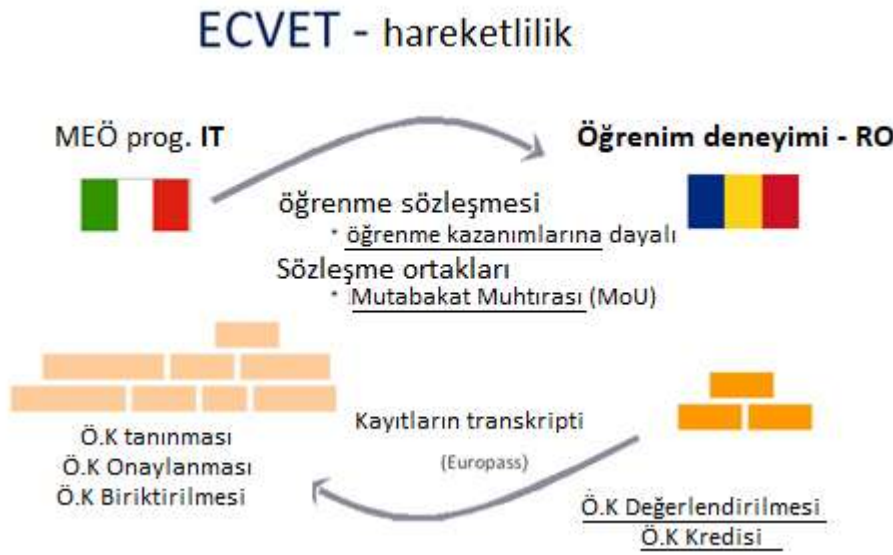 ECVET - hareketlilik
MEÖ prog. IT
Öğrenim deneyimi - RO
öğrenme sözleşmesi
* öğrenme kazanımlarına dayalı
Sözleşme ortakları
* Mutabakat Muhtırası (MoU)
Kayıtların transkripti
(Europass)
Ö.K tanınması
Ö.K Onaylanması
Ö.K Biriktirilmesi
Ö.K Değerlendirilmesi
Ö.K Kredisi